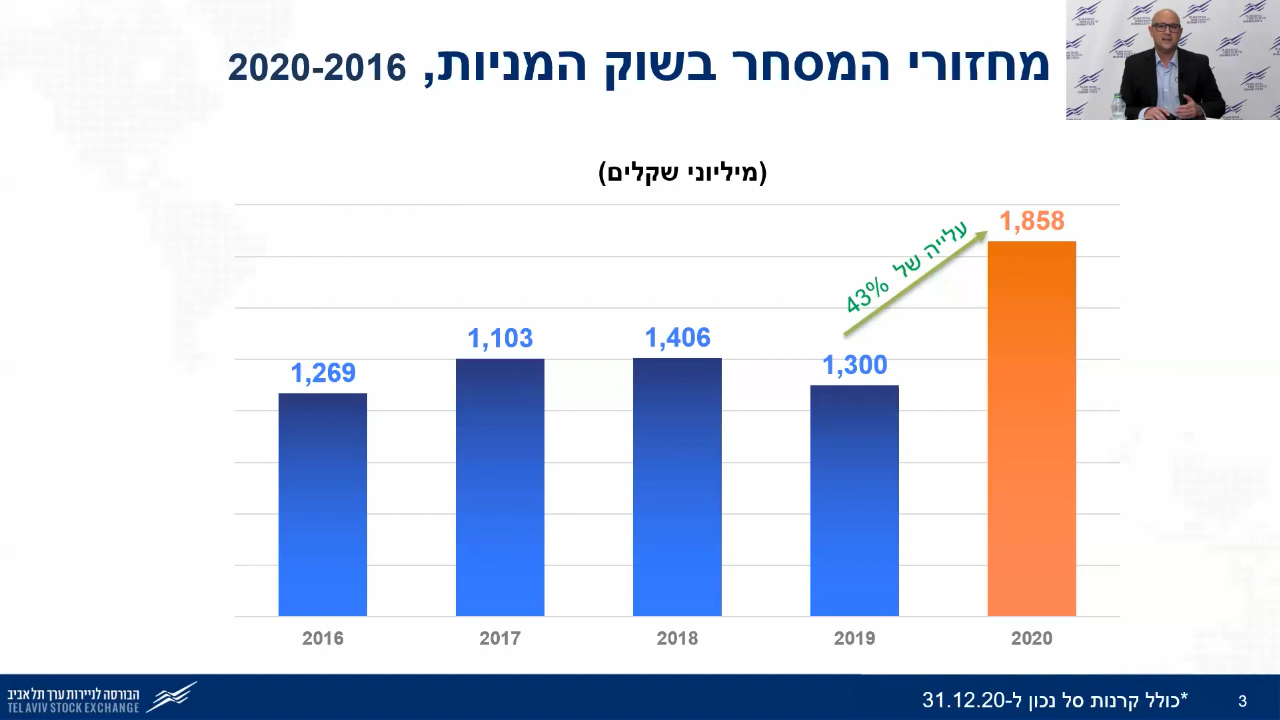 מחזורי המסחר בשוק המניות, 2020-2016
(מיליוני שקלים)
1,269
1,103
1,406
1,300
1,858
עלייה של 43%
2016
2017
2018
2019
2020
הבורסה לניירות ערך תל אביב
TEL AVIV STOCK EXCHANGE
*כולל קרנות סל נכון ל-31.12.20
3